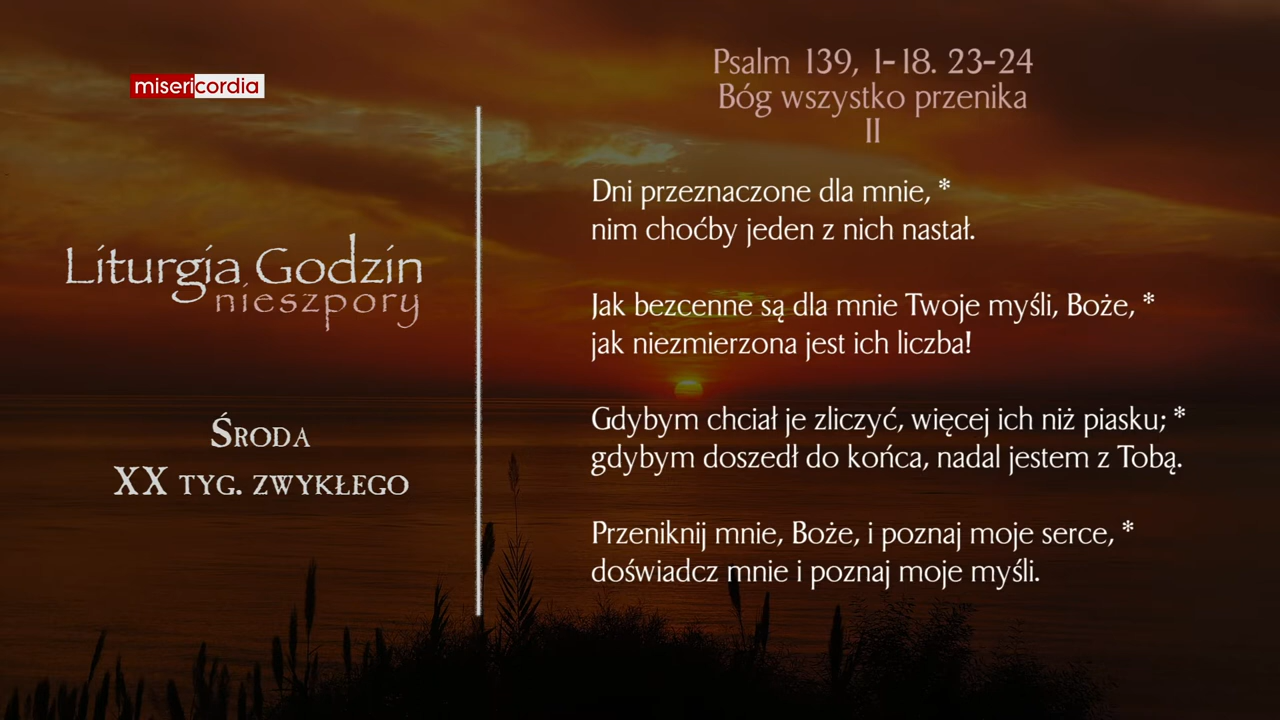 misericordia
Liturgia Godzin
nieszpory
Środa
XX tyg. zwykłego
Psalm 139, 1-18. 23-24
Bóg wszystko przenika
II
Dni przeznaczone dla mnie, *
nim choćby jeden z nich nastał.
Jak bezcenne są dla mnie Twoje myśli, Boże, *
jak niezmierzona jest ich liczba!
Gdybym chciał je zliczyć, więcej ich niż piasku; *
gdybym doszedł do końca, nadal jestem z Tobą.
Przeniknij mnie, Boże, i poznaj moje serce, *
doświadcz mnie i poznaj moje myśli.